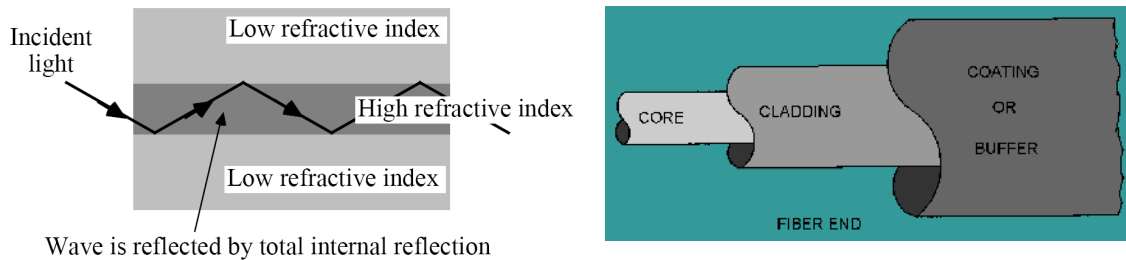 Low refractive index
Incident
light
High refractive index
Low refractive index
Wave is reflected by total internal reflection
CORE
CLADDING
COATING
OR
BUFFER
FIBER END